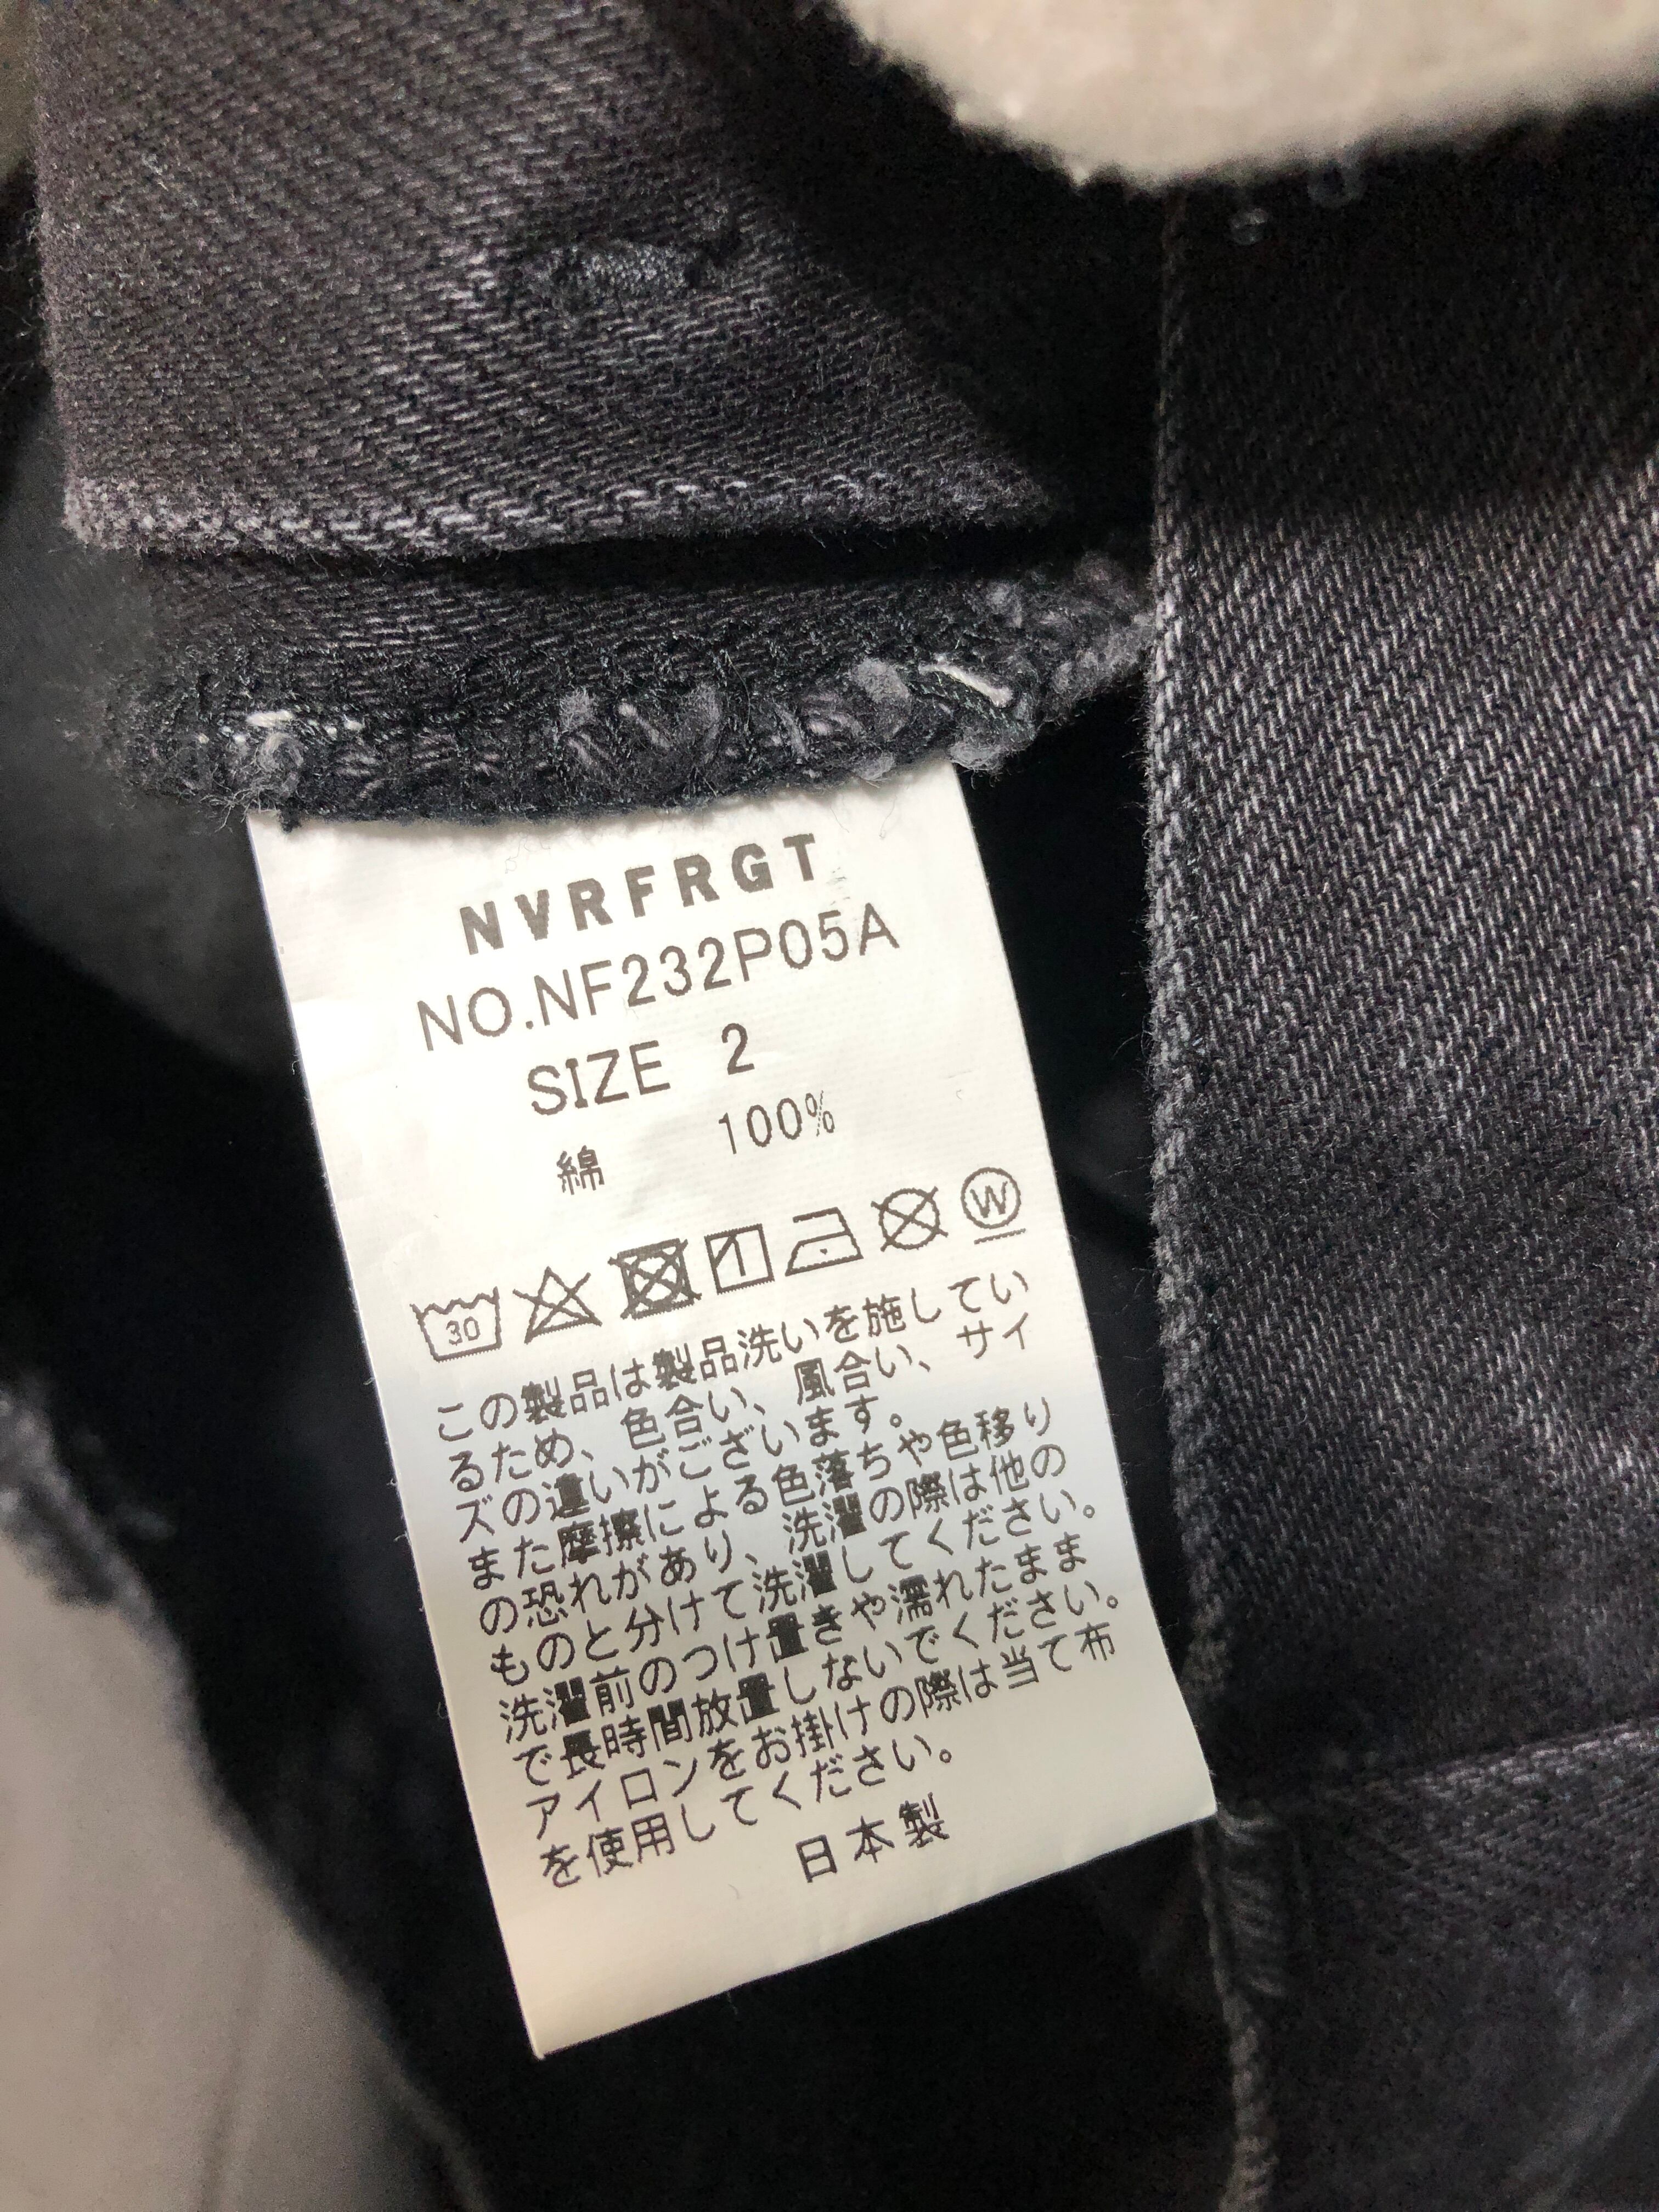 NVRFRGT
NO.NF232P05A
SIZE 2
綿 100%
30 W
この製品は製品洗いを施してい
るため、色合い、風合い、サイ
ズの違いがございます。
また摩擦による色落ちや色移り
の恐れがあり、洗濯の際は他の
ものと分けて洗濯してください。
洗濯前のつけ置きや濡れたまま
で長時間放置しないでください。
アイロンをお掛けの際は当て布
を使用してください。
日本製